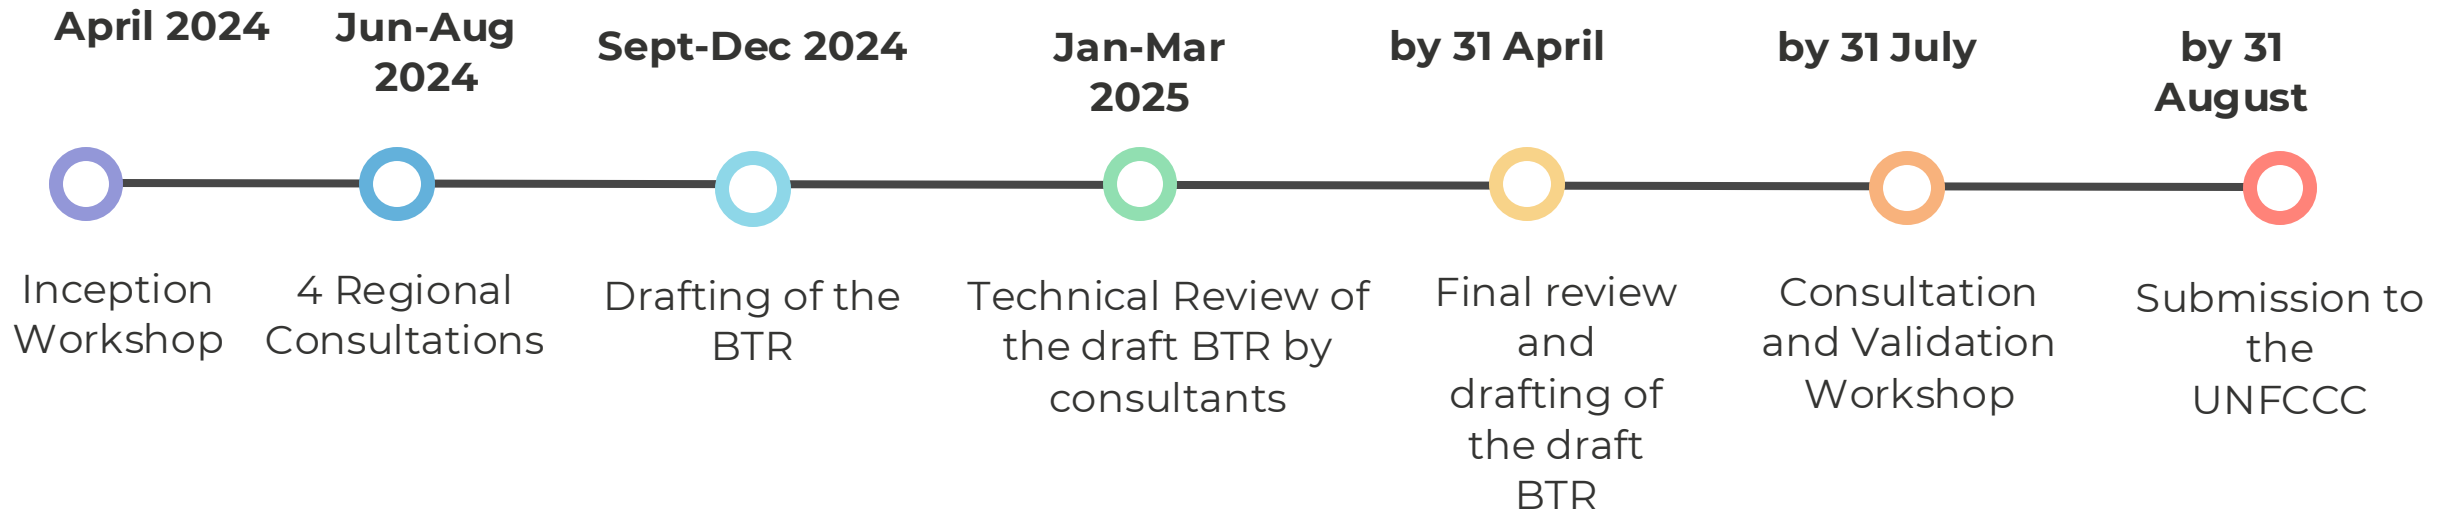 April 2024
Jun-Aug
2024
Sept-Dec 2024
Jan-Mar
2025
by 31 April
by 31 July
by 31
August
Inception
Workshop
4 Regional
Consultations
Drafting of the
BTR
Technical Review of
the draft BTR by
consultants
Final review
and
drafting of
the draft
BTR
Consultation
and Validation
Workshop
Submission to
the
UNFCCC